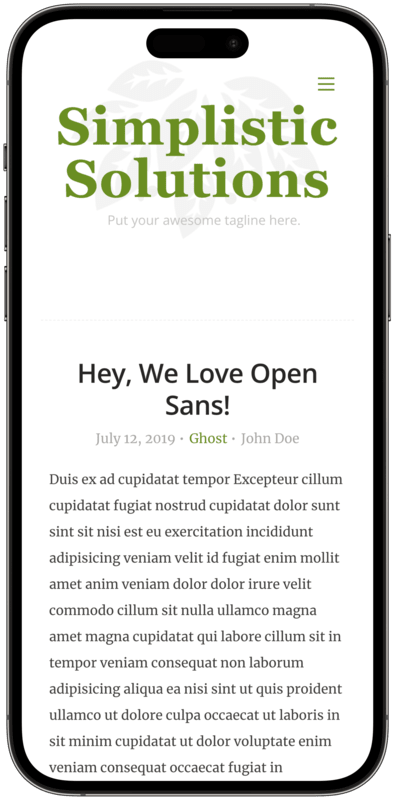 Simplistic
Solutions
Put your awesome tagline here.
Hey, We Love Open
Sans!
July 12, 2019 · Ghost · John Doe
Duis ex ad cupidatat tempor Excepteur cillum
cupidatat fugiat nostrud cupidatat dolor sunt
sint sit nisi est eu exercitation incididunt
adipisicing veniam velit id fugiat enim mollit
amet anim veniam dolor dolor irure velit
commodo cillum sit nulla ullamco magna
amet magna cupidatat qui labore cillum sit in
tempor veniam consequat non laborum
adipisicing aliqua ea nisi sint ut quis proident
ullamco ut dolore culpa occaecat ut laboris in
sit minim cupidatat ut dolor voluptate enim
veniam consequat occaecat fugiat in